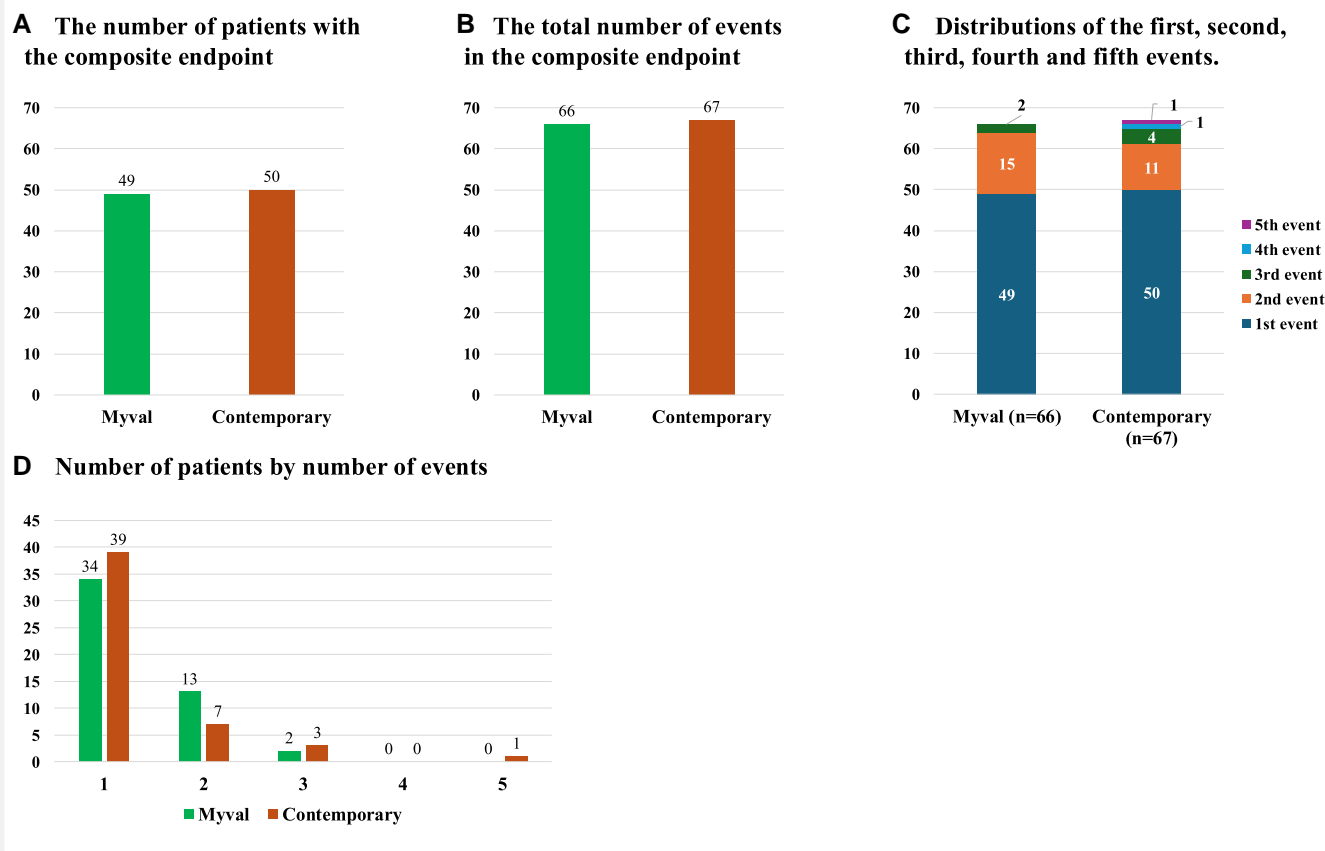 A The number of patients with
the composite endpoint
70
60
50
40
30
20
10
0
49
50
Myval
Contemporary
B The total number of events
in the composite endpoint
70
60
50
40
30
20
10
0
66
67
Myval
Contemporary
C Distributions of the first, second,
third, fourth and fifth events.
70
60
50
40
30
20
10
0
2
15
49
1
1
4
11
50
Myval (n=66)
Contemporary
(n=67)
5th event
4th event
3rd event
2nd event
1st event
D Number of patients by number of events
45
40
35
30
25
20
15
10
5
0
34
39
13
7
2
3
0
0
0
1
1
2
3
4
5
Myval
Contemporary